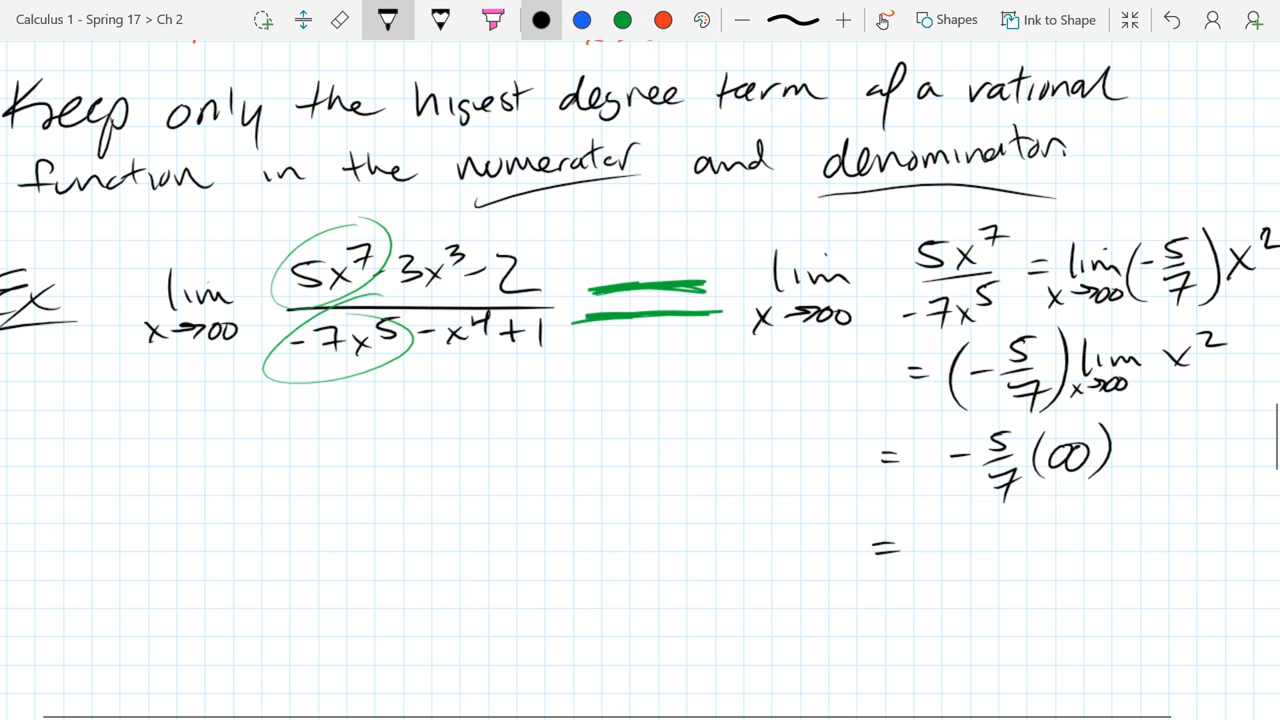 Calculus 1 - Spring 17 > Ch 2
Shapes
Ink to Shape
Keep only the highest degree term of a rational
function in the numerator and denominator.
Ex lim x→∞ (5x^7 - 3x^3 - 2)/(-7x^5 - x^4 + 1) = lim x→∞ 5x^7/-7x^5 = lim x→∞ (-5/7)x^2
= (-5/7) lim x→∞ x^2
= -5/7 (∞)
=